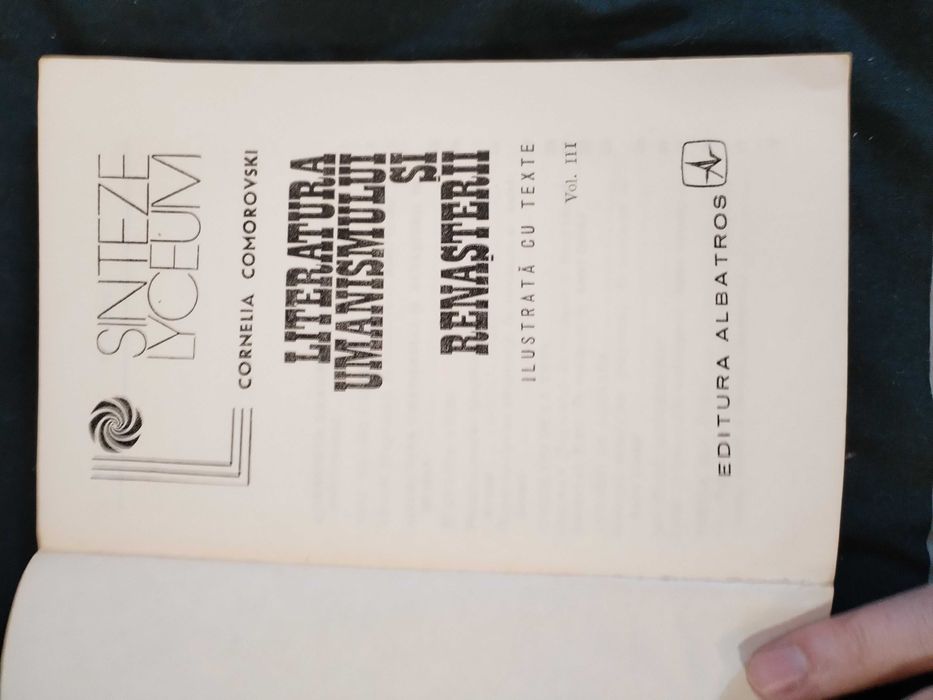 SINTEZE
LYCEUM
CORNELIA COMOROVSKI
LITERATURA
UMANISMULUI
ȘI
RENAȘTERII
ILUSTRATĂ CU TEXTE
Vol. III
EDITURA ALBATROS